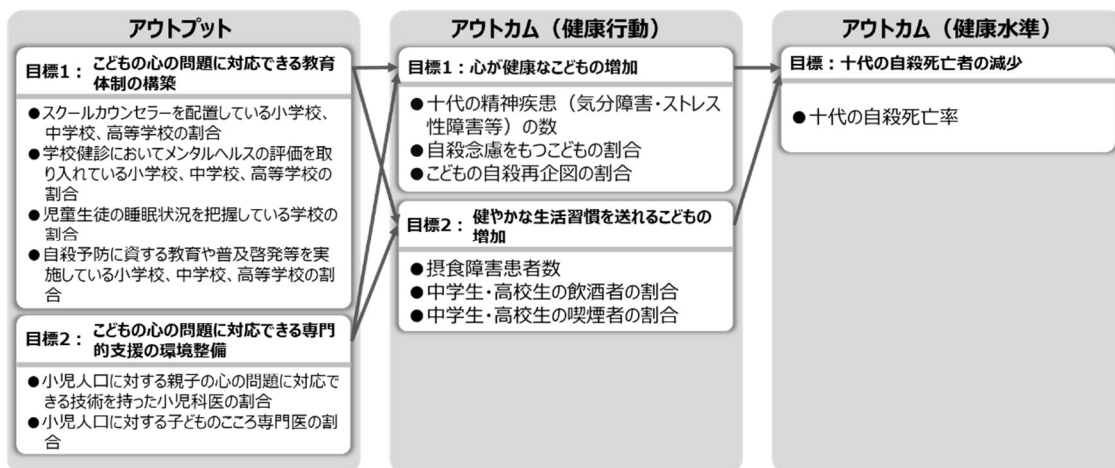 アウトプット
目標1： こどもの心の問題に対応できる教育
体制の構築
●スクールカウンセラーを配置している小学校、
中学校、高等学校の割合
●学校健診においてメンタルヘルスの評価を取
り入れている小学校、中学校、高等学校の
割合
●児童生徒の睡眠状況を把握している学校の
割合
●自殺予防に資する教育や普及啓発等を実
施している小学校、中学校、高等学校の割
合
目標2： こどもの心の問題に対応できる専門
的支援の環境整備
●小児人口に対する親子の心の問題に対応で
きる技術を持った小児科医の割合
●小児人口に対する子どものこころ専門医の割
合
アウトカム（健康行動）
目標1：心が健康なこどもの増加
●十代の精神疾患（気分障害・ストレス
性障害等）の数
●自殺念慮をもつこどもの割合
●こどもの自殺再企図の割合
目標2： 健やかな生活習慣を送れるこどもの
増加
●摂食障害患者数
●中学生・高校生の飲酒者の割合
●中学生・高校生の喫煙者の割合
アウトカム（健康水準）
目標：十代の自殺死亡者の減少
●十代の自殺死亡率